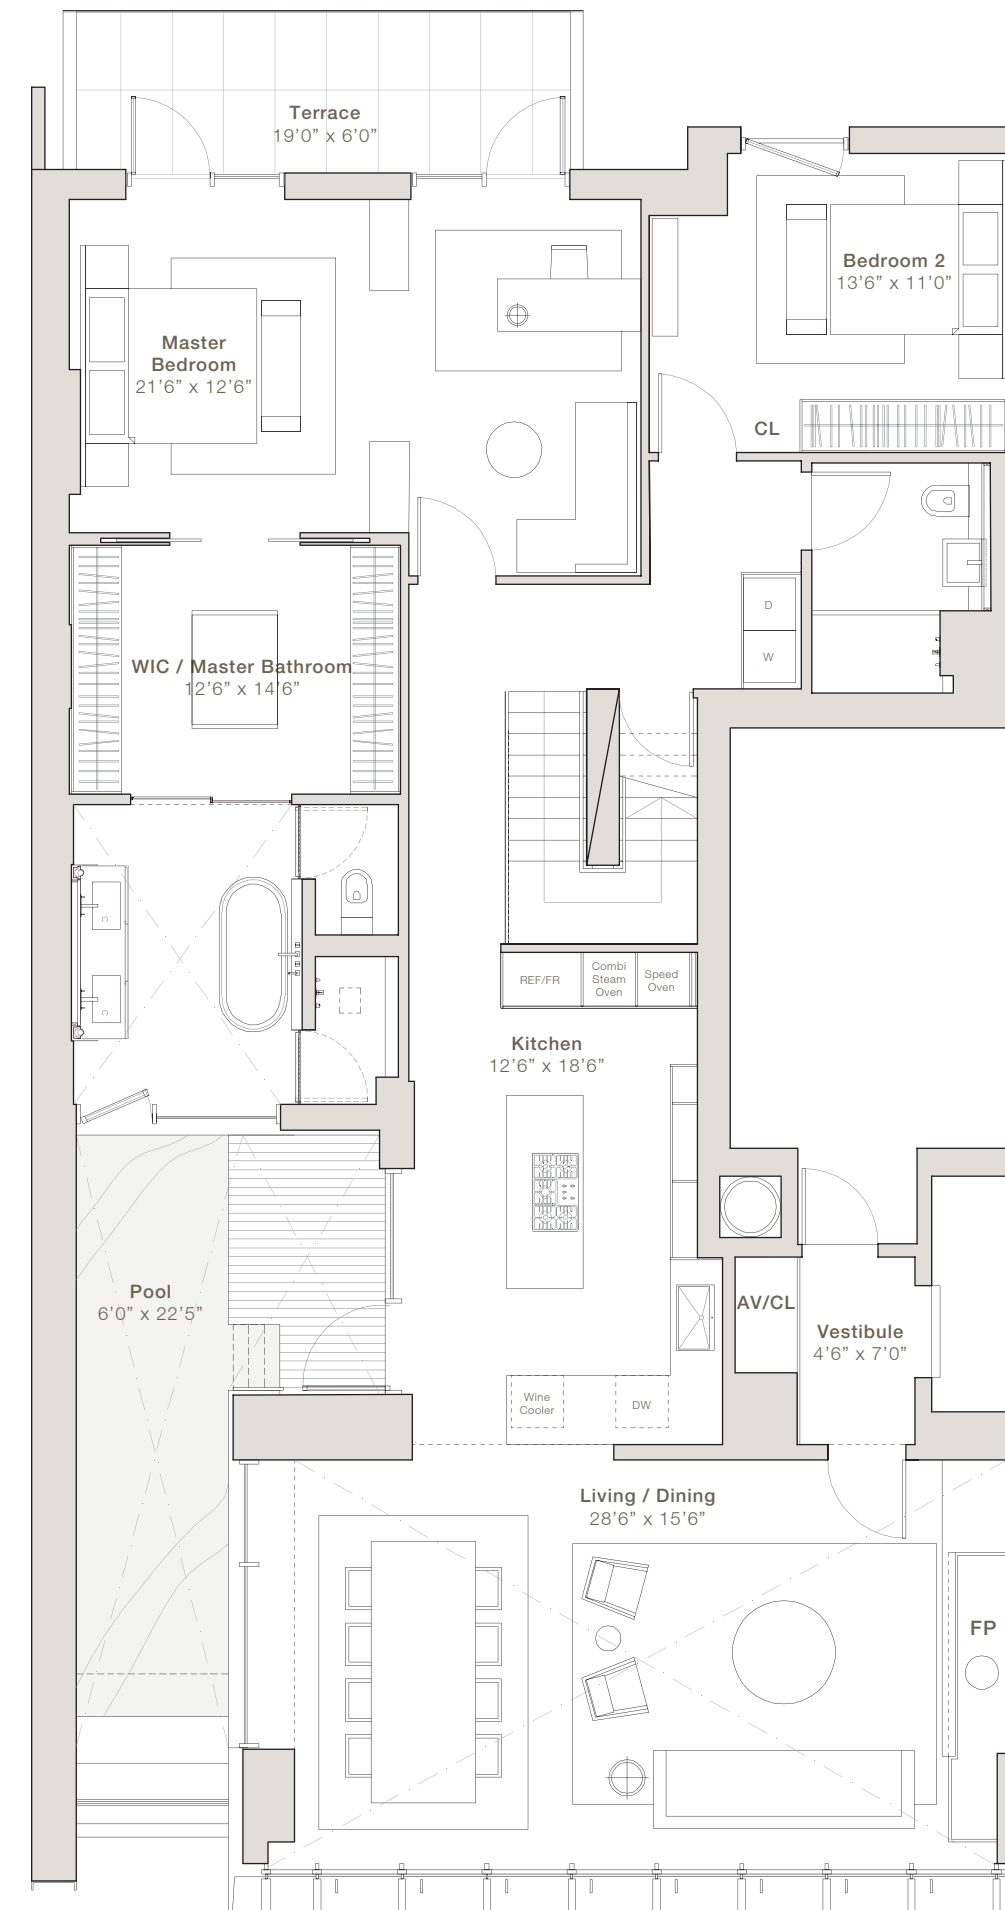 Terrace
19’0” x 6’0”
Bedroom 2
13’6” x 11’0”
Master
Bedroom
21’6” x 12’6”
CL
D
W
WIC / Master Bathroom
12’6” x 14’6”
REF/FR
Combi
Steam
Oven
Speed
Oven
Kitchen
12’6” x 18’6”
Pool
6’0” x 22’5”
AV/CL
Vestibule
4’6” x 7’0”
Wine
Cooler
DW
Living / Dining
28’6” x 15’6”
FP